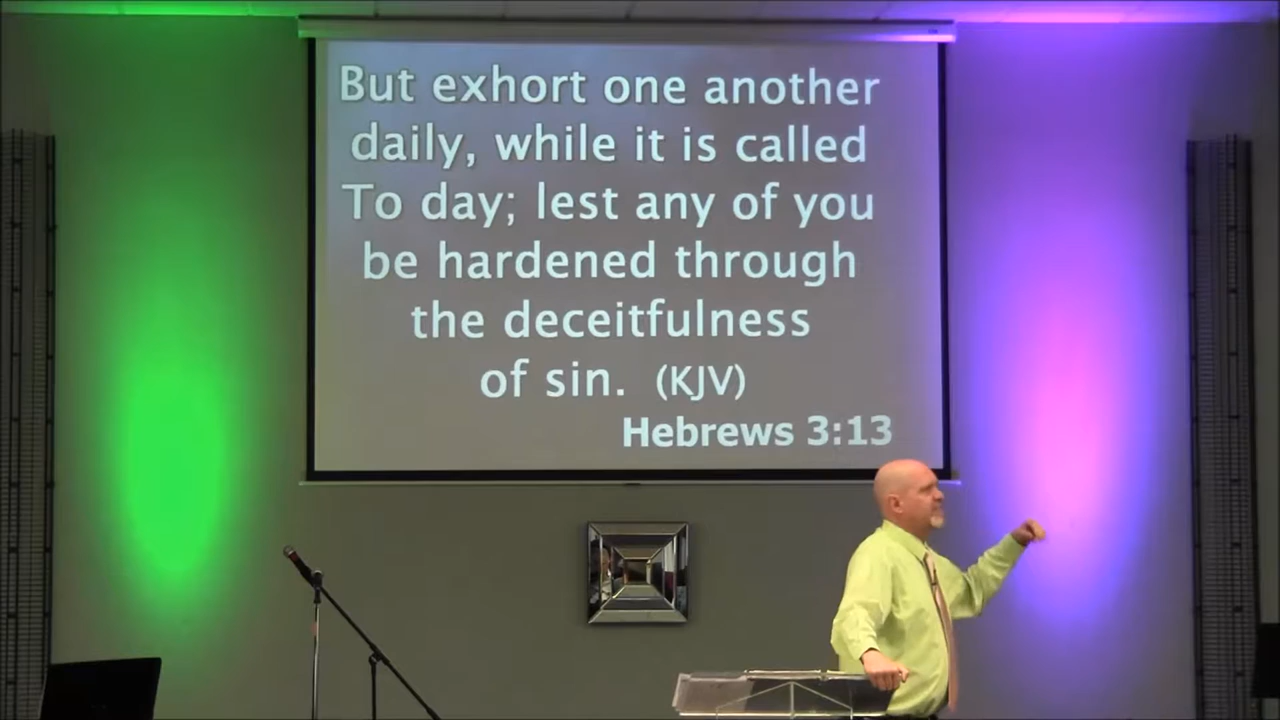 But exhort one another
daily, while it is called
To day; lest any of you
be hardened through
the deceitfulness
of sin. (KJV)
Hebrews 3:13